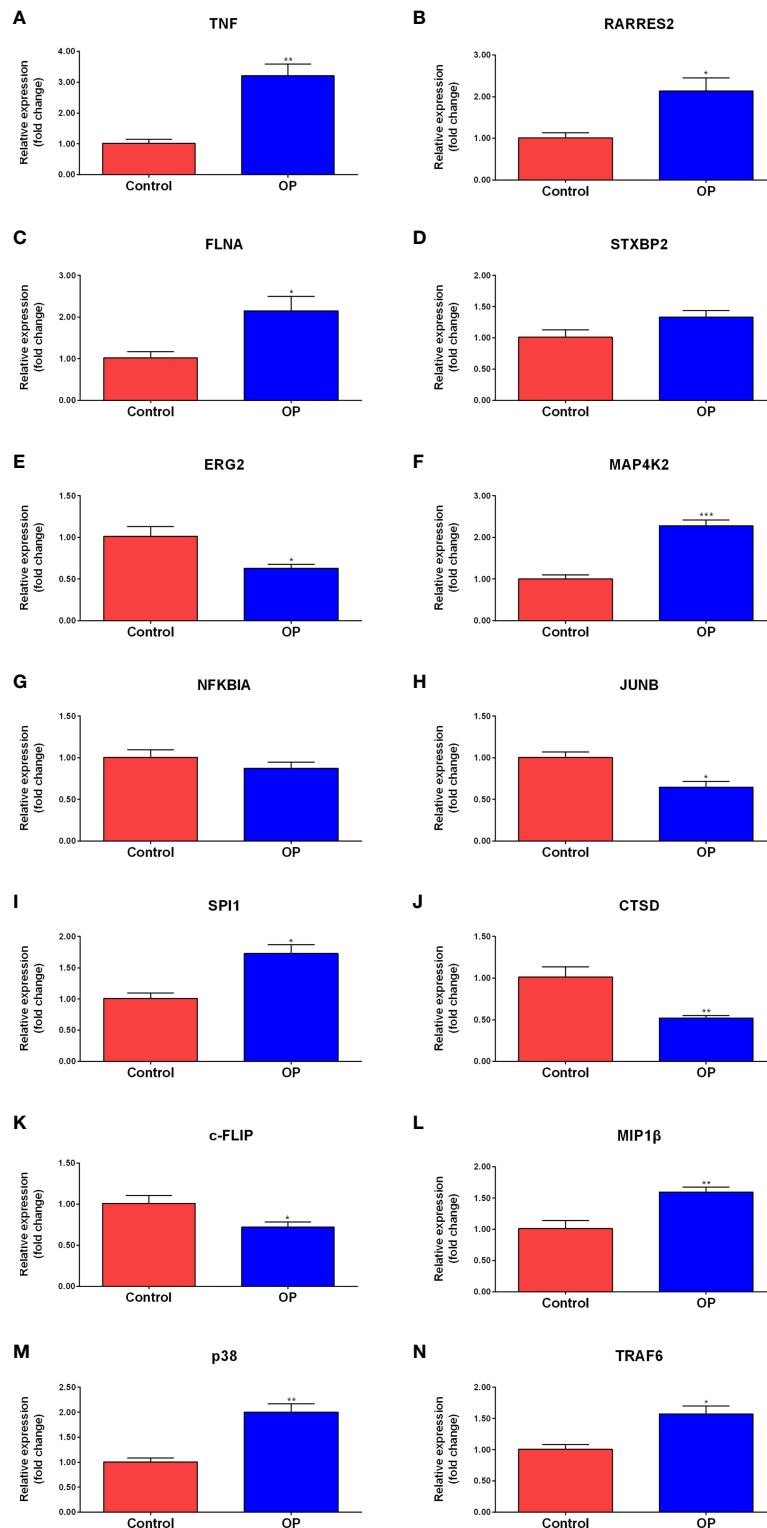 A
TNF
Relative expression
(fold change)
4.00
3.00
2.00
1.00
0.00
**
Control OP
B
RARRES2
Relative expression
(fold change)
3.00
2.00
1.00
0.00
*
Control OP
C
FLNA
Relative expression
(fold change)
3.00
2.00
1.00
0.00
*
Control OP
D
STXBP2
Relative expression
(fold change)
2.00
1.50
1.00
0.50
0.00
Control OP
E
ERG2
Relative expression
(fold change)
1.50
1.00
0.50
0.00
*
Control OP
F
MAP4K2
Relative expression
(fold change)
3.00
2.00
1.00
0.00
***
Control OP
G
NFKBIA
Relative expression
(fold change)
1.50
1.00
0.50
0.00
Control OP
H
JUNB
Relative expression
(fold change)
1.50
1.00
0.50
0.00
*
Control OP
I
SPI1
Relative expression
(fold change)
2.00
1.50
1.00
0.50
0.00
*
Control OP
J
CTSD
Relative expression
(fold change)
1.50
1.00
0.50
0.00
**
Control OP
K
c-FLIP
Relative expression
(fold change)
1.50
1.00
0.50
0.00
*
Control OP
L
MIP1β
Relative expression
(fold change)
2.00
1.50
1.00
0.50
0.00
**
Control OP
M
p38
Relative expression
(fold change)
2.50
2.00
1.50
1.00
0.50
0.00
**
Control OP
N
TRAF6
Relative expression
(fold change)
2.00
1.50
1.00
0.50
0.00
*
Control OP